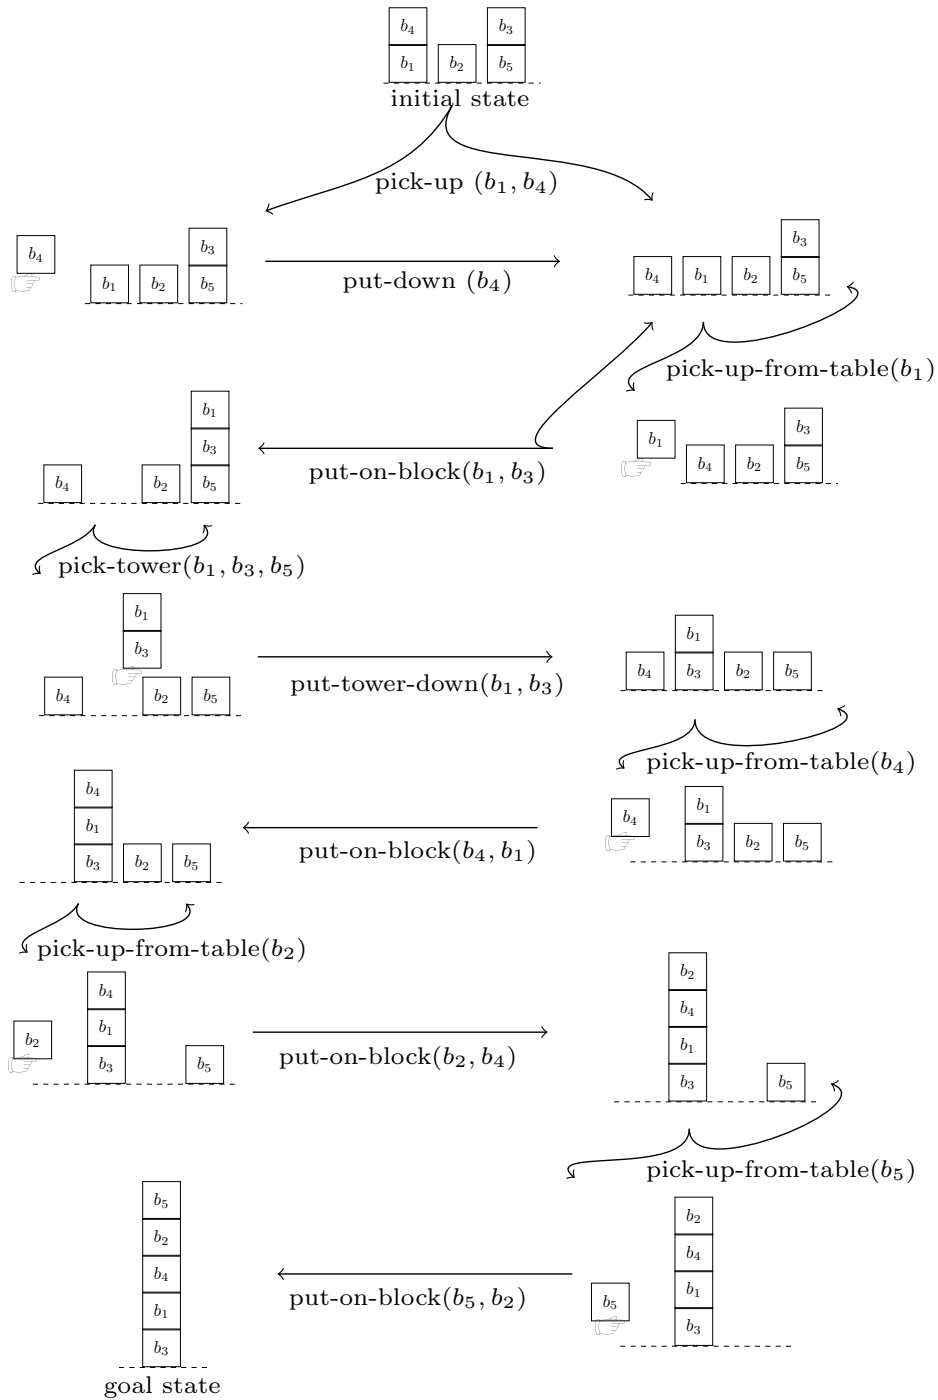 b₄ b₃
b₁ b₂ b₅
initial state
pick-up (b₁, b₄)
b₃
b₄ b₃
b₄ b₁ b₂ b₅
b₁ b₂ b₅
put-down (b₄)
pick-up-from-table(b₁)
b₁
b₃
b₁
b₃
b₄ b₂ b₅
b₄ b₂ b₅
put-on-block(b₁, b₃)
pick-tower(b₁, b₃, b₅)
b₁
b₃
b₁
b₄ b₃ b₂ b₅
b₄ b₂ b₅
put-tower-down(b₁, b₃)
pick-up-from-table(b₄)
b₄
b₁
b₁
b₄
b₃ b₂ b₅
b₃ b₂ b₅
put-on-block(b₄, b₁)
pick-up-from-table(b₂)
b₂
b₄
b₄
b₁
b₂
b₁
b₃ b₅
b₃ b₅
put-on-block(b₂, b₄)
pick-up-from-table(b₅)
b₅
b₂
b₂
b₄
b₄
b₁
b₅
b₁
b₃
b₃
put-on-block(b₅, b₂)
goal state